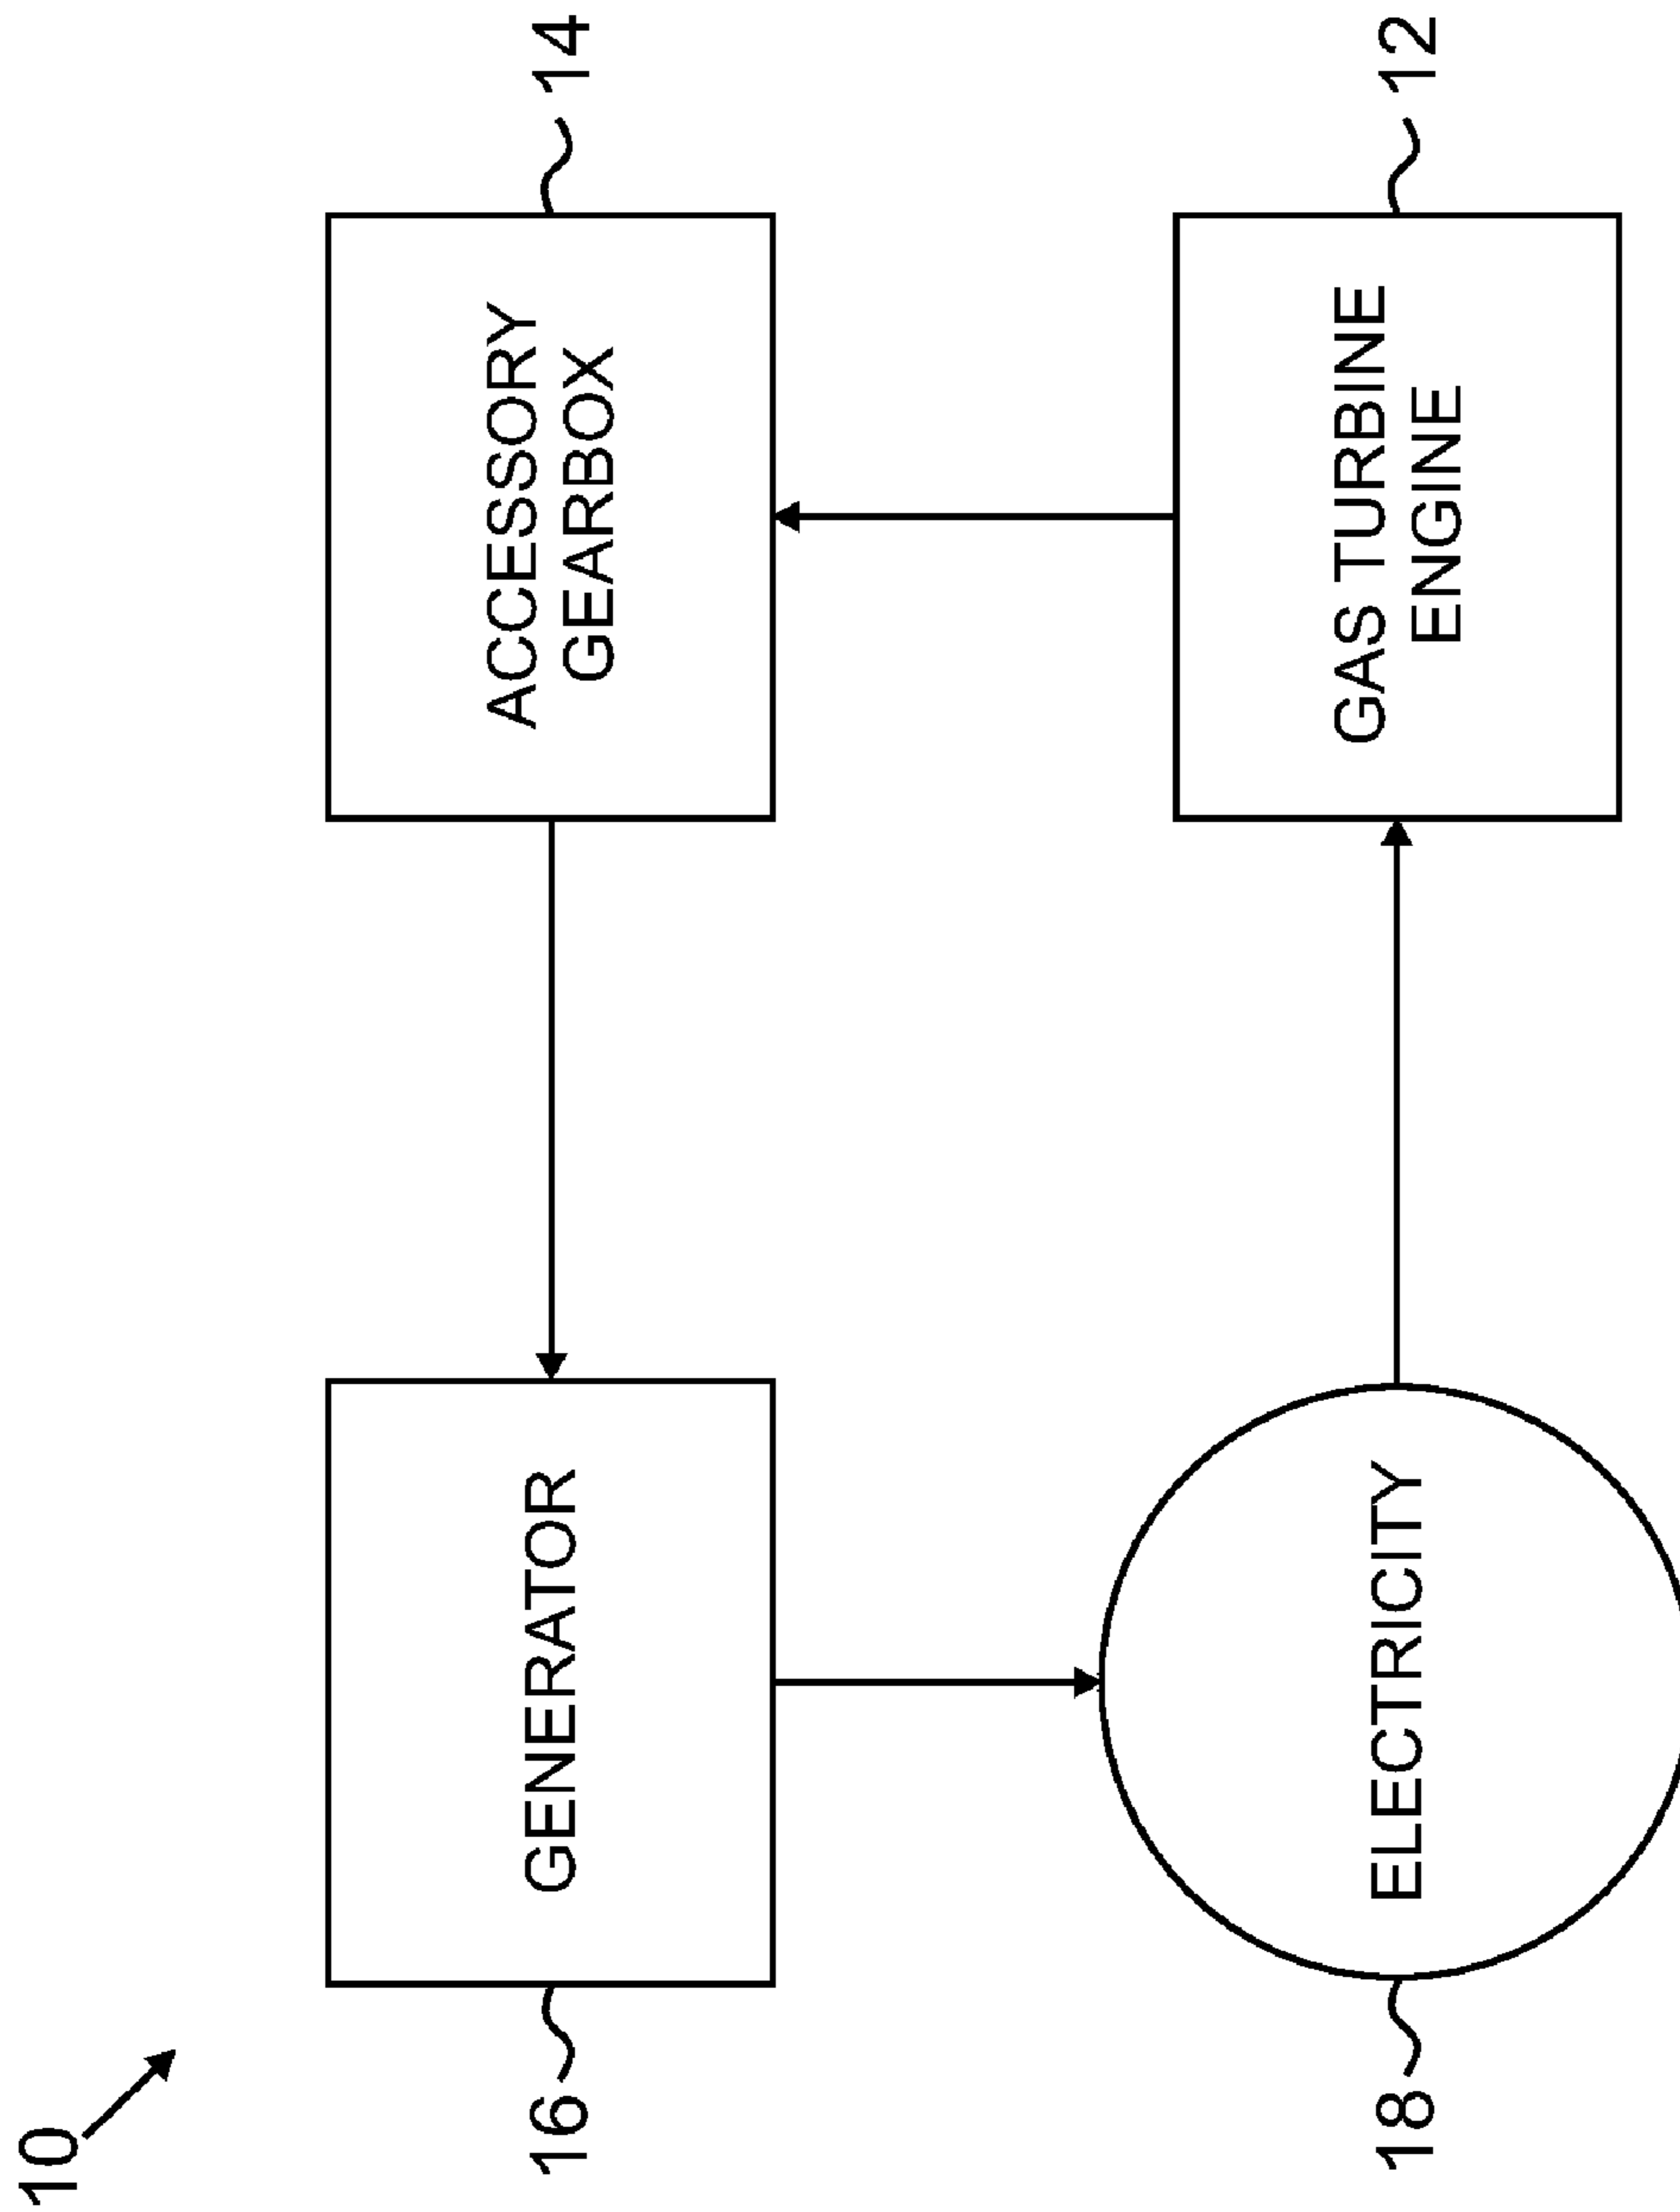 10
16
GENERATOR
ACCESSORY
GEARBOX
14
18
ELECTRICITY
GAS TURBINE
ENGINE
12